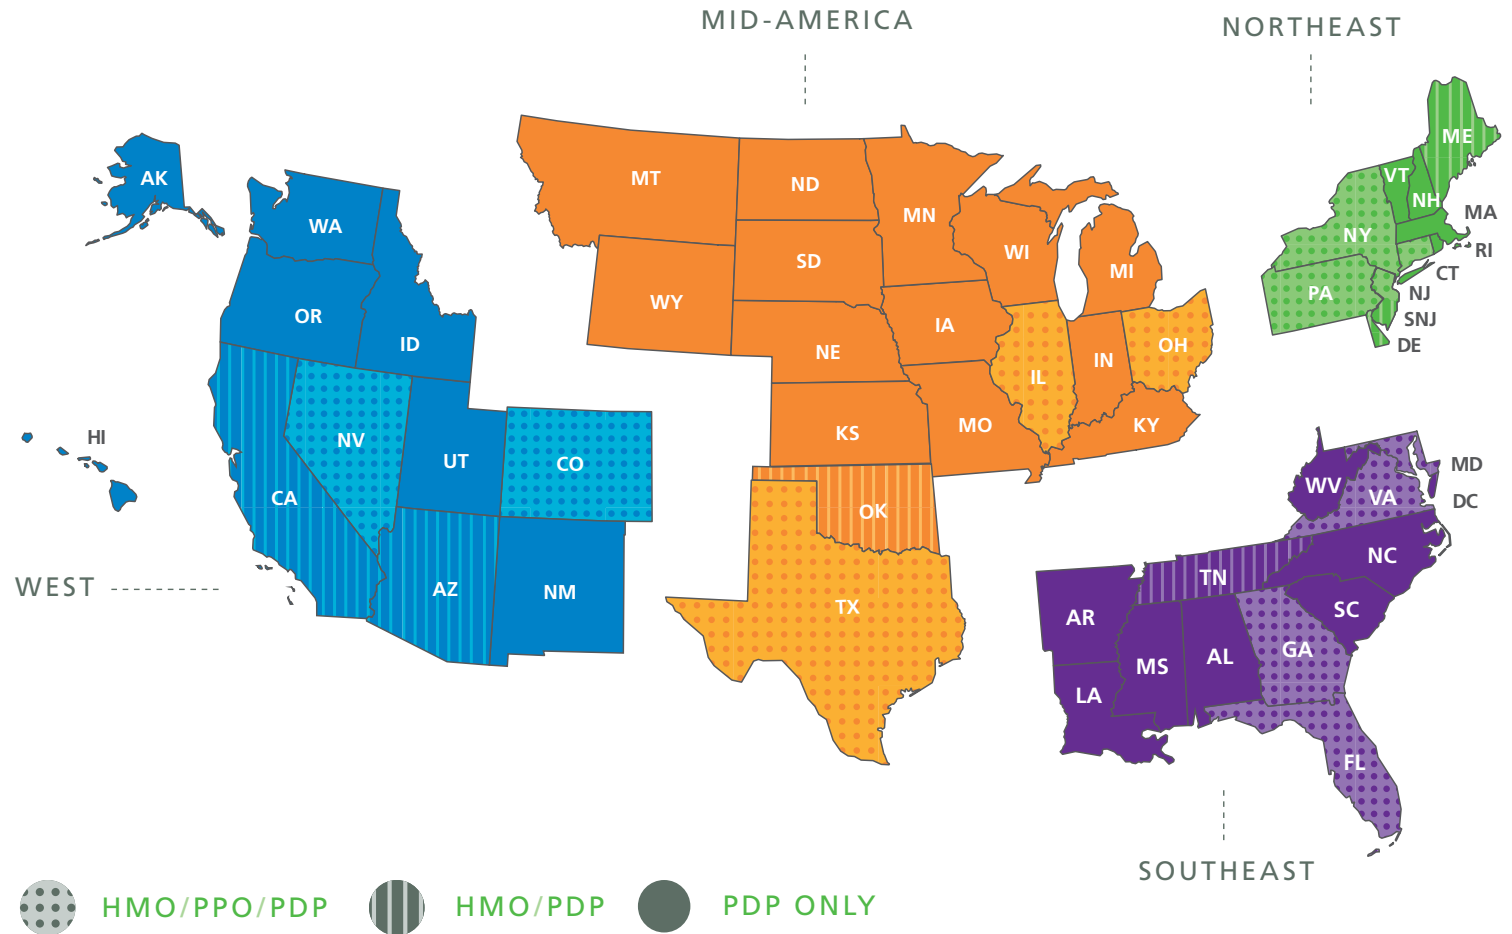 MID-AMERICA
NORTHEAST
AK
WA
OR
ID
HI
NV
UT
CO
CA
AZ
NM
WEST
MT
ND
MN
SD
WI
MI
WY
IA
NE
IL
IN
OH
KS
MO
KY
OK
TX
ME
VT
NH
MA
NY
RI
CT
PA
NJ
SNJ
DE
MD
WV
VA
DC
NC
TN
SC
AR
GA
MS
AL
LA
FL
SOUTHEAST
HMO/PPO/PDP
HMO/PDP
PDP ONLY